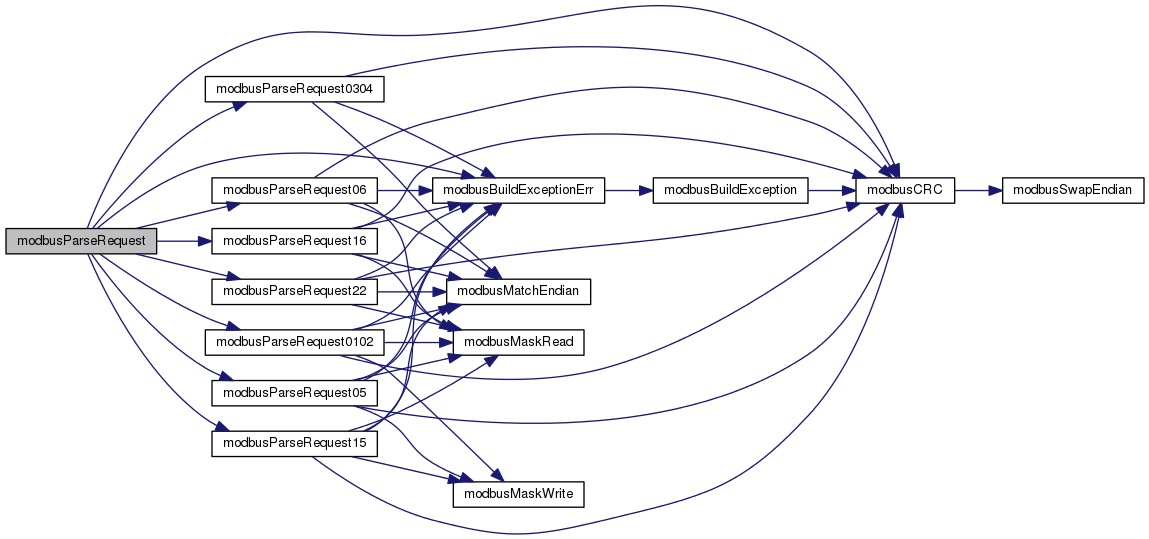 modbusParseRequest
modbusParseRequest0304
modbusParseRequest06
modbusParseRequest16
modbusParseRequest22
modbusParseRequest0102
modbusParseRequest05
modbusParseRequest15
modbusBuildExceptionErr
modbusMatchEndian
modbusMaskRead
modbusMaskWrite
modbusBuildException
modbusCRC
modbusSwapEndian